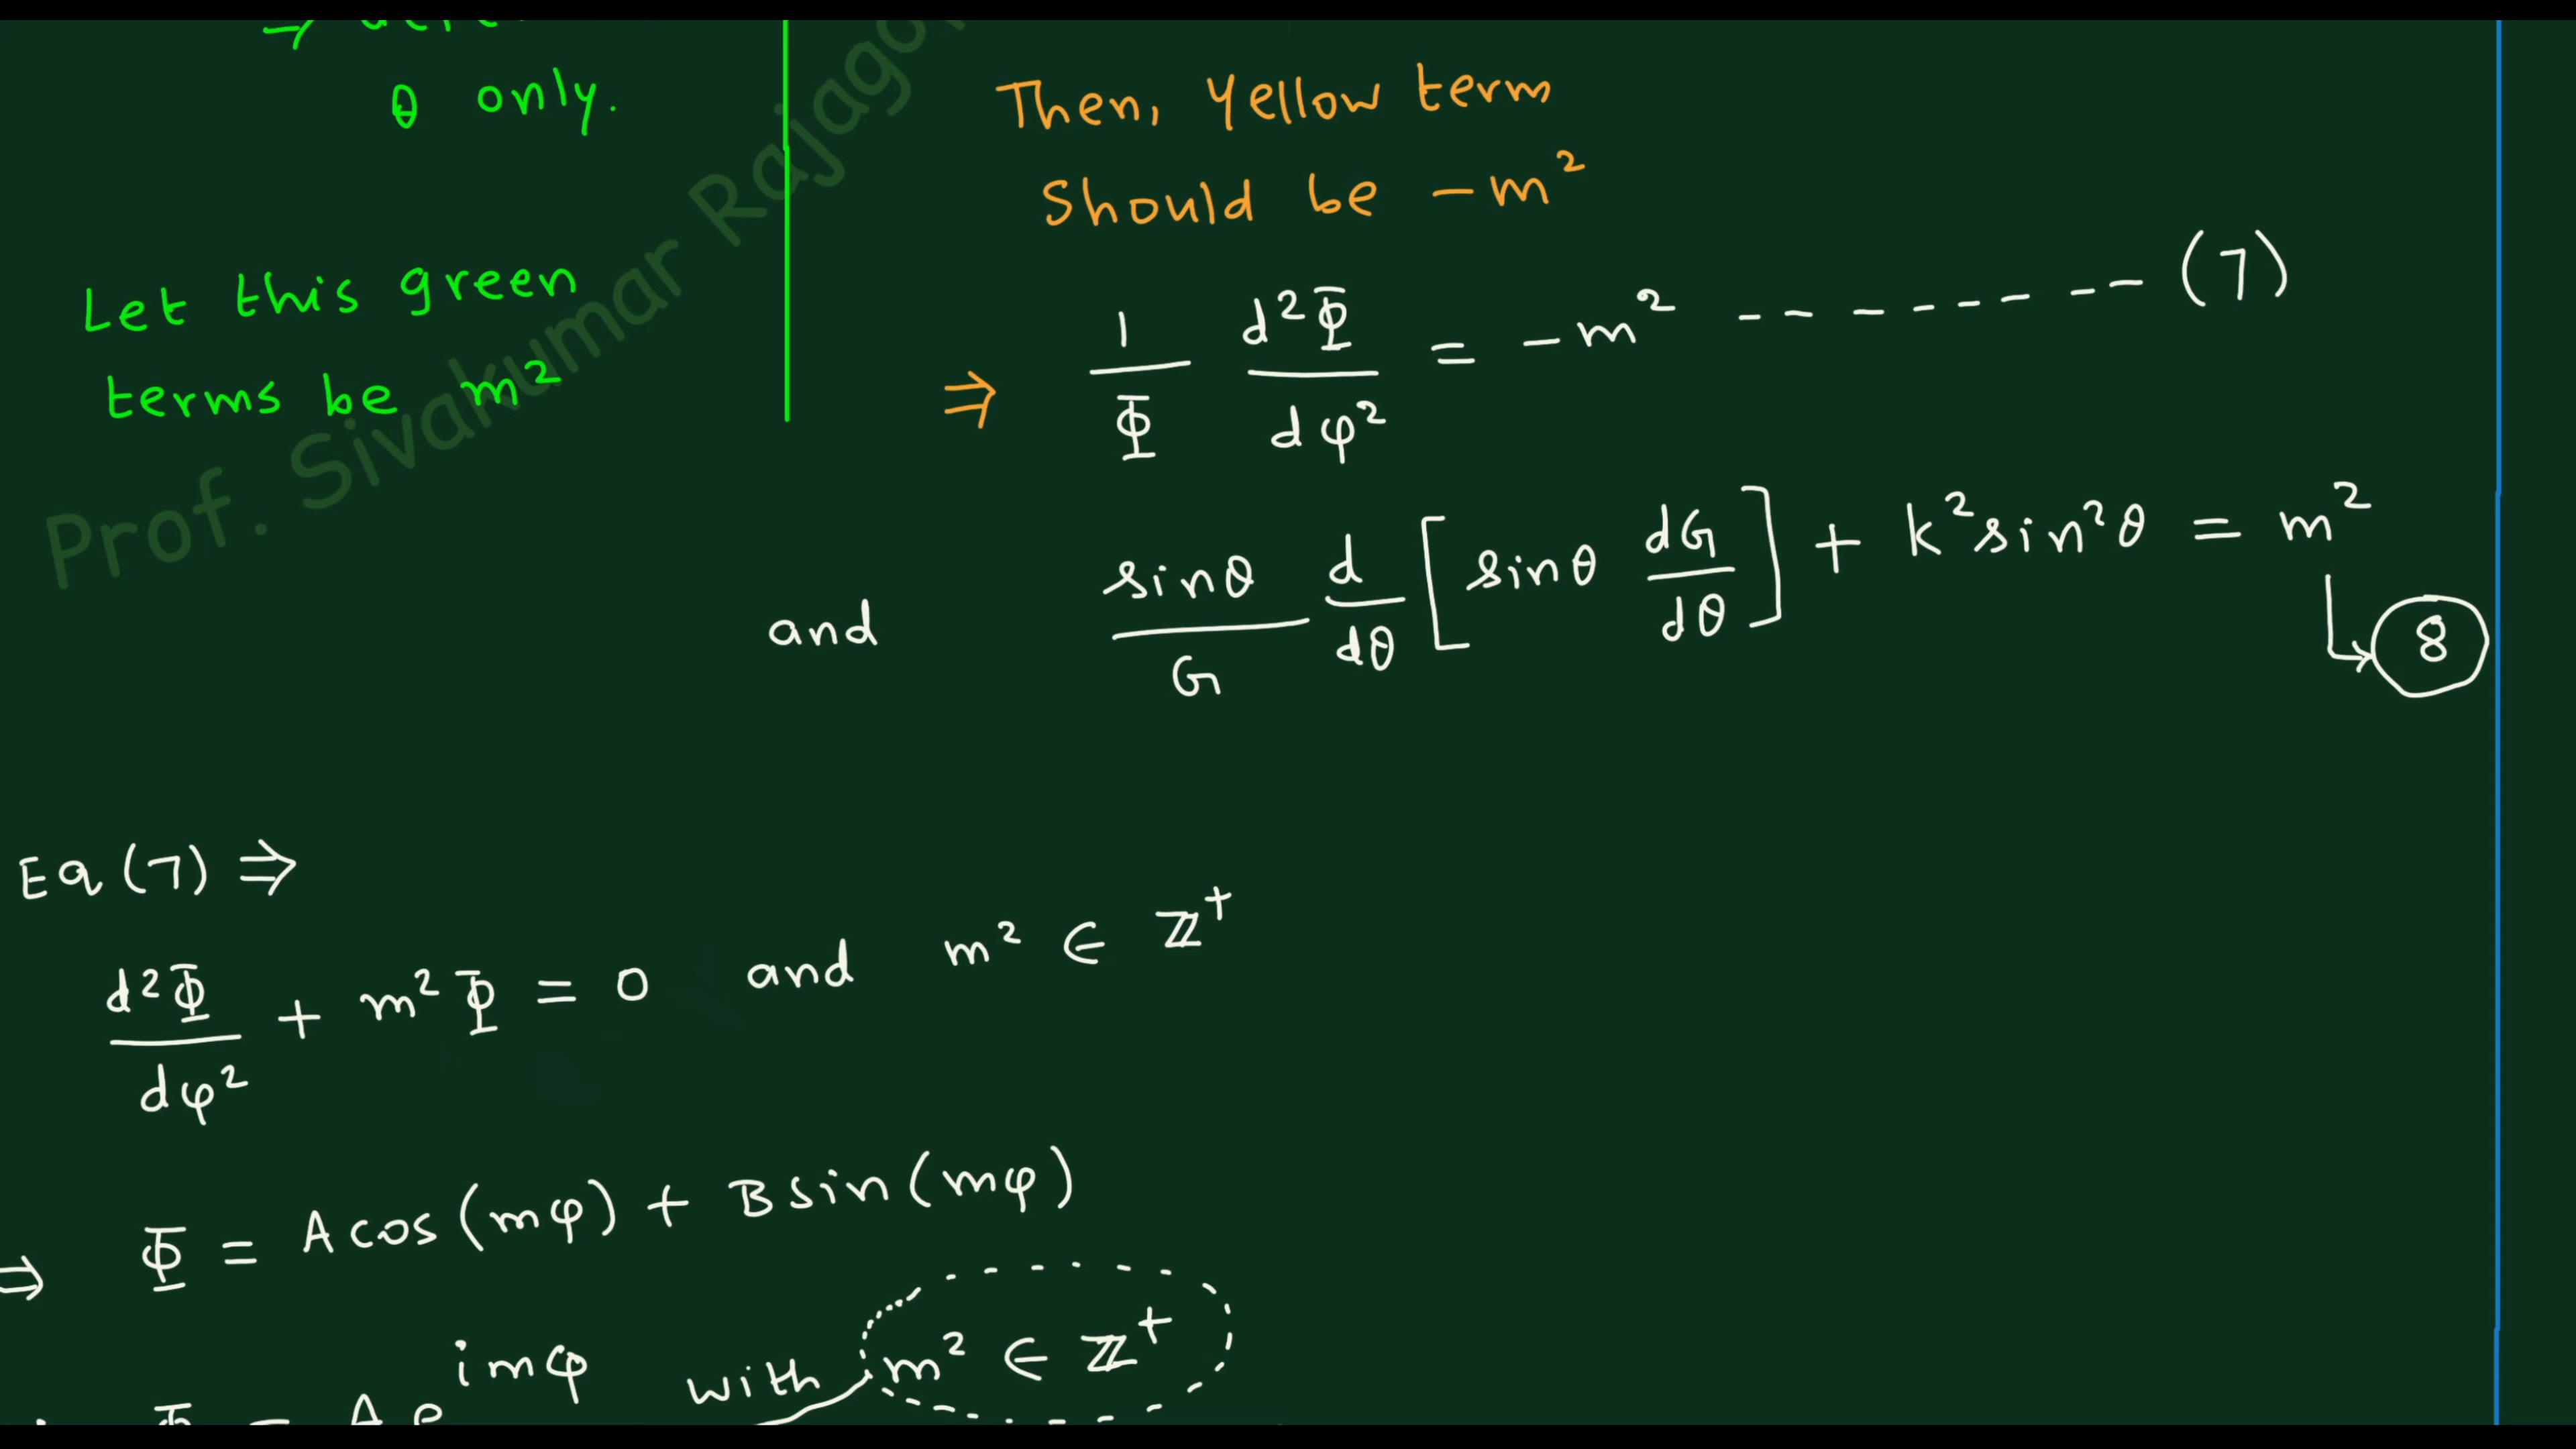 θ only.
Let this green
terms be m²
Then, Yellow term
Should be -m²
⇒ 1/Φ d²Φ/dφ² = -m² -------- (7)
and sinθ/G d/dθ [sinθ dG/dθ] + k² sin²θ = m²
8
Eq (7) ⇒
d²Φ/dφ² + m²Φ = 0 and m² ∈ ℤ⁺
⇒ Φ = A cos(mφ) + B sin(mφ)
Φ = A e^{imφ} with m² ∈ ℤ⁺
Prof. Sivakumar